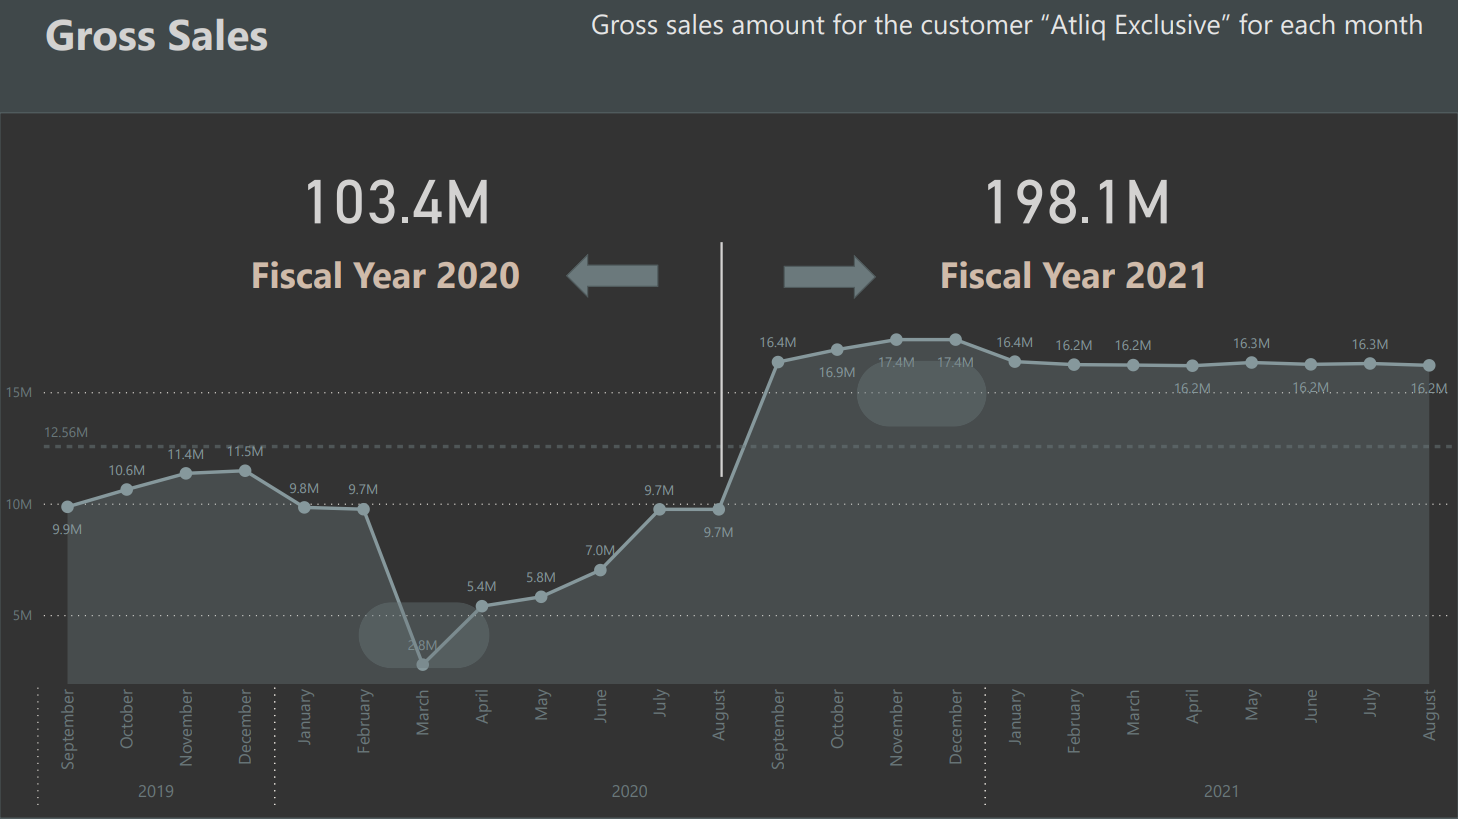 Gross Sales
Gross sales amount for the customer “Atliq Exclusive” for each month
103.4M
198.1M
Fiscal Year 2020
Fiscal Year 2021
16.4M
16.9M
17.4M
17.4M
16.4M
16.2M
16.2M
16.2M
16.3M
16.2M
16.3M
16.2M
15M
12.56M
10M
5M
9.9M
10.6M
11.4M
11.5M
9.8M
9.7M
2.8M
5.4M
5.8M
7.0M
9.7M
9.7M
September
October
November
December
January
February
March
April
May
June
July
August
September
October
November
December
January
February
March
April
May
June
July
August
2019
2020
2021